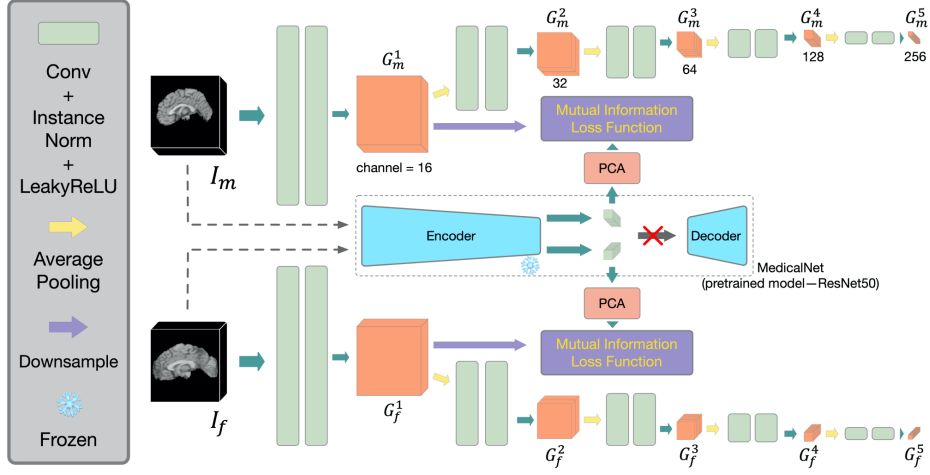 Conv
+
Instance
Norm
+
LeakyReLU
Average
Pooling
Downsample
Frozen
I_m
G_m^1
channel = 16
G_m^2
32
G_m^3
64
G_m^4
128
G_m^5
256
Mutual Information
Loss Function
PCA
Encoder
Decoder
MedicalNet
(pretrained model—ResNet50)
PCA
Mutual Information
Loss Function
I_f
G_f^1
G_f^2
G_f^3
G_f^4
G_f^5